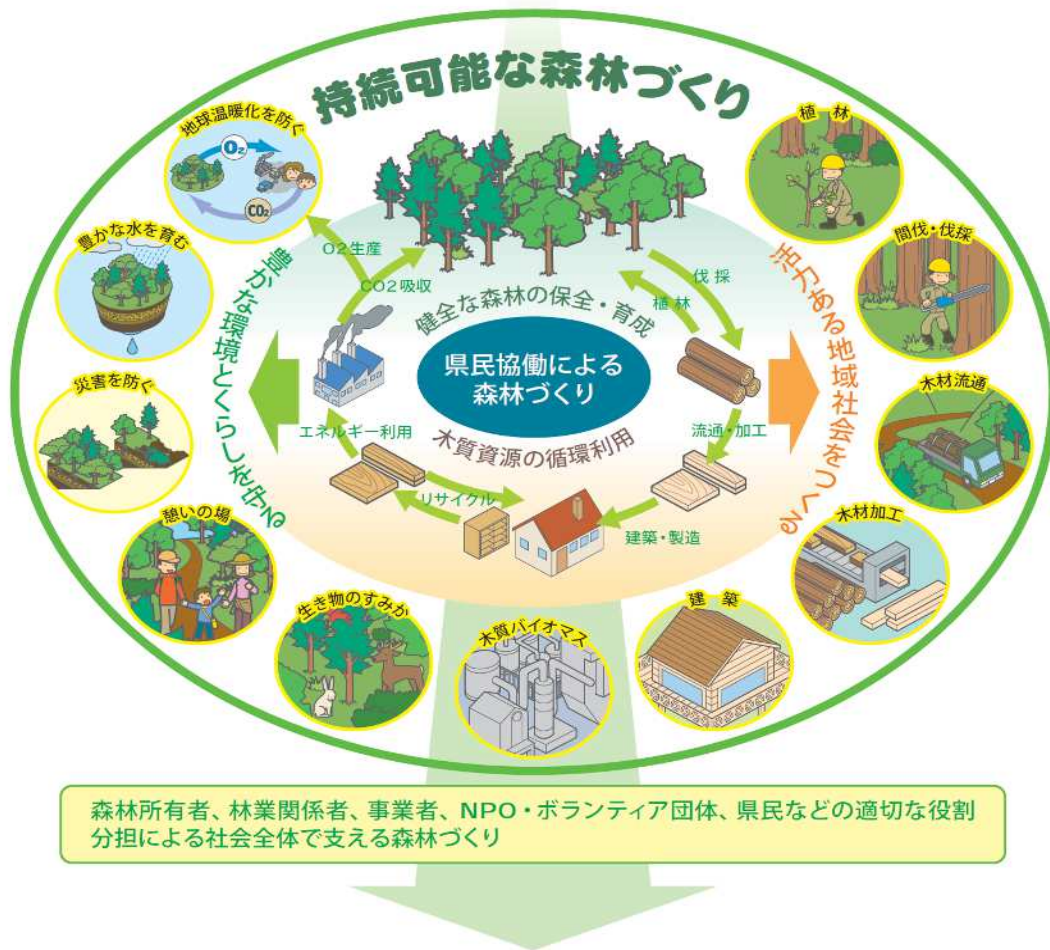 持続可能な森林づくり
地球温暖化を防ぐ
O₂
CO₂
豊かな水を育む
災害を防ぐ
憩いの場
生き物のすみか
木質バイオマス
建築
木材加工
木材流通
間伐・伐採
植林
豊かな環境とくらしを守る
活力ある地域社会をつくる
O2生産
CO2吸収
健全な森林の保全・育成
伐採
植林
県民協働による
森林づくり
木質資源の循環利用
エネルギー利用
流通・加工
リサイクル
建築・製造
森林所有者、林業関係者、事業者、NPO・ボランティア団体、県民などの適切な役割
分担による社会全体で支える森林づくり